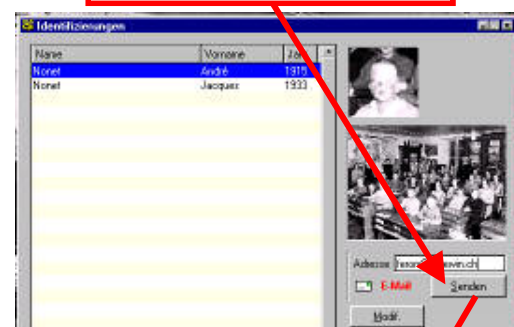 Identifizierungen
Name Vorname
Nonet André 1915
Nonet Jacques 1933
Adresse
E-Mail Senden
Modif.